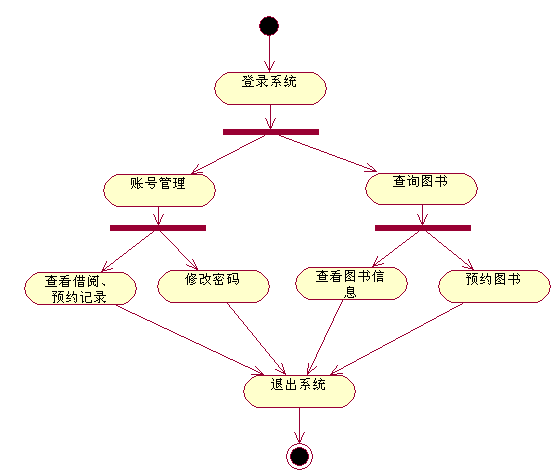 登录系统
账号管理
查询图书
查看借阅、
预约记录
修改密码
查看图书信
息
预约图书
退出系统